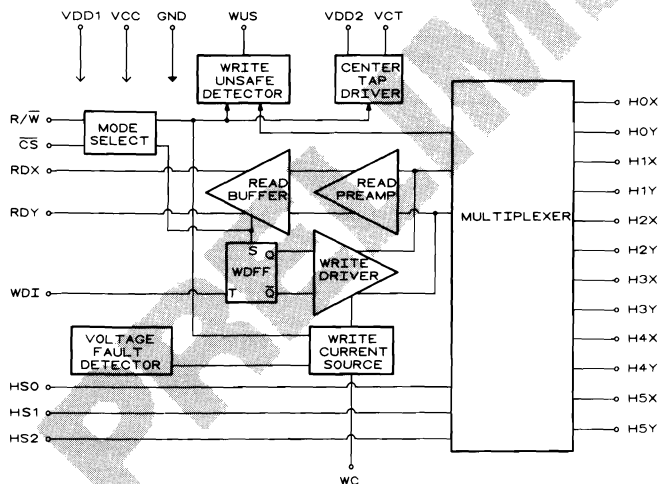 VDD1 VCC GND WUS VDD2 VCT
WRITE
UNSAFE
DETECTOR
CENTER
TAP
DRIVER
R/W̅
C̅S̅
MODE
SELECT
RDX
RDY
READ
BUFFER
READ
PREAMP
MULTIPLEXER
S
Q
WDFF
T
Q̅
WRITE
DRIVER
WDI
VOLTAGE
FAULT
DETECTOR
WRITE
CURRENT
SOURCE
HS0
HS1
HS2
WC
H0X
H0Y
H1X
H1Y
H2X
H2Y
H3X
H3Y
H4X
H4Y
H5X
H5Y
PRELIM